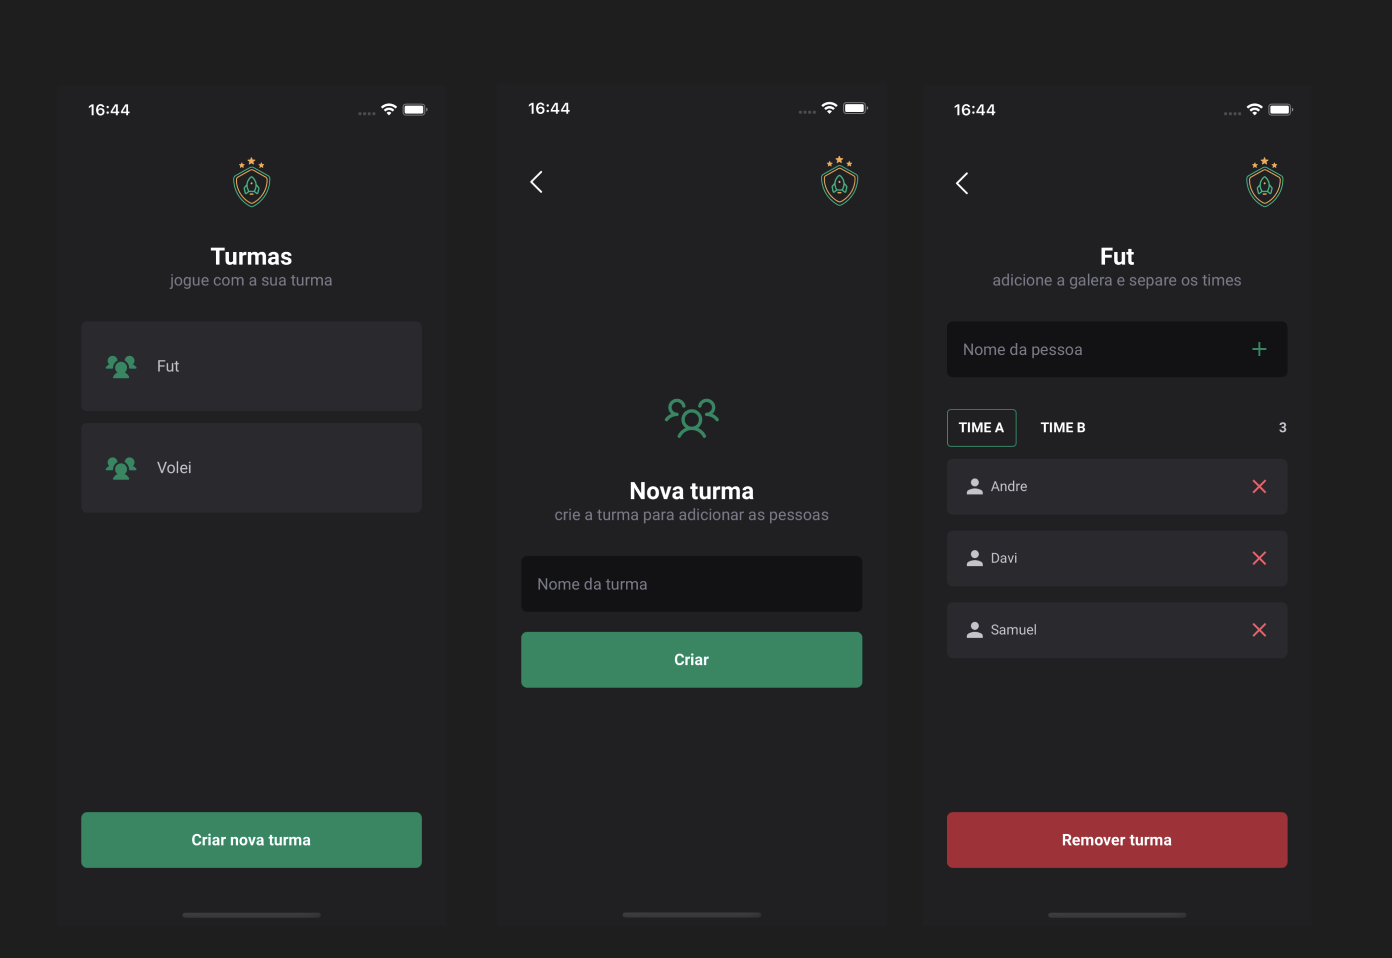 16:44
Turmas
jogue com a sua turma
Fut
Volei
Criar nova turma
16:44
Nova turma
crie a turma para adicionar as pessoas
Nome da turma
Criar
16:44
Fut
adicione a galera e separe os times
Nome da pessoa
TIME A TIME B 3
Andre
Davi
Samuel
Remover turma